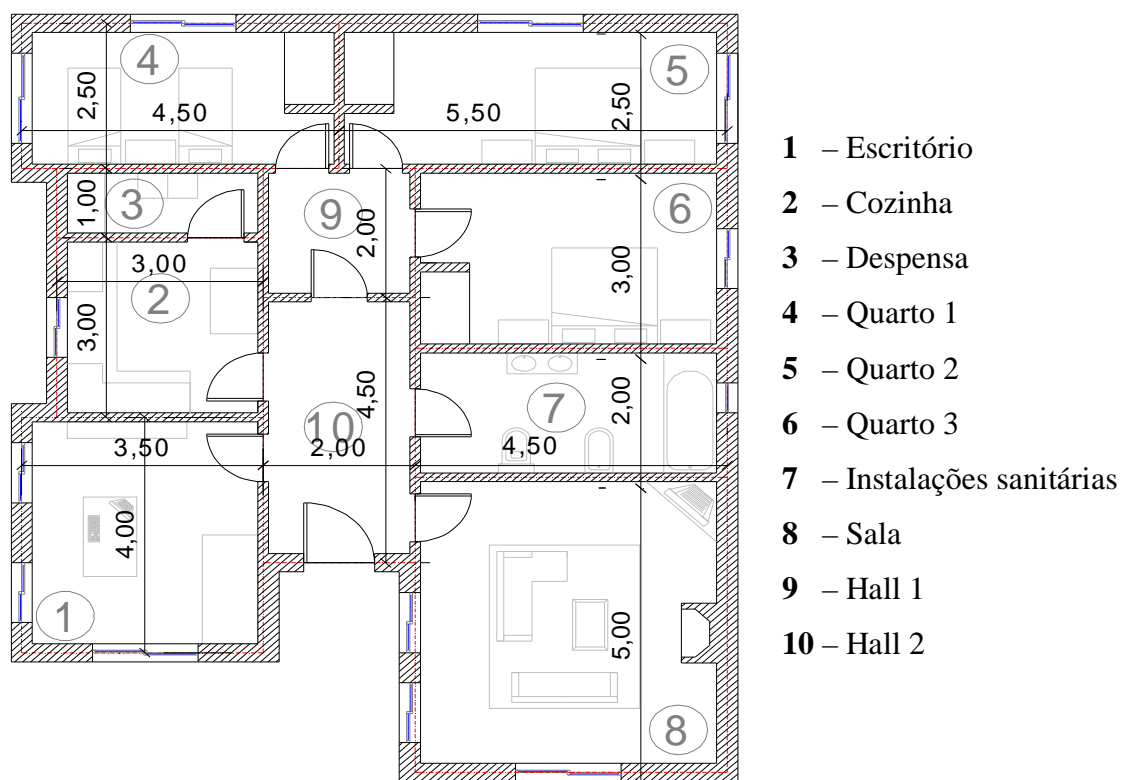 4
5
2,50
4,50
5,50
2,50
3
1,00
9
2,00
6
3,00
3,00
2
3,00
4,50
10
7
2,00
3,50
2,00
4,50
4,00
1
5,00
8
1 – Escritório
2 – Cozinha
3 – Despensa
4 – Quarto 1
5 – Quarto 2
6 – Quarto 3
7 – Instalações sanitárias
8 – Sala
9 – Hall 1
10 – Hall 2